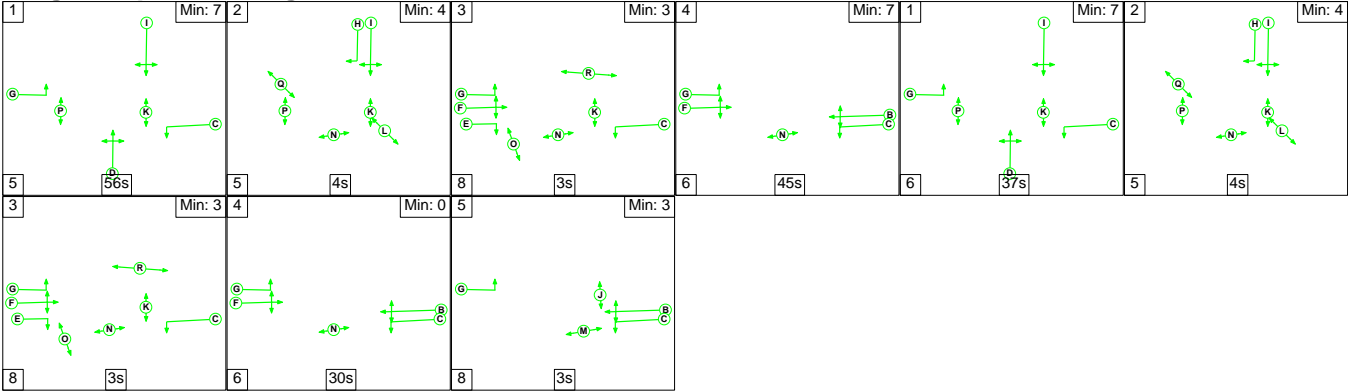 1 Min: 7
I
G
P K
C
D
5 56s
2 Min: 4
H I
Q
P K
N L
5 4s
3 Min: 3
R
G
F K
E N C
O
8 3s
4 Min: 7
G
F B
N C
6 45s
1 Min: 7
I
G
P K
C
D
6 37s
2 Min: 4
H I
Q
P K
N L
5 4s
3 Min: 3
R
G
F K
E N C
O
8 3s
4 Min: 0
G
F B
N C
6 30s
5 Min: 3
G J
B
M C
8 3s